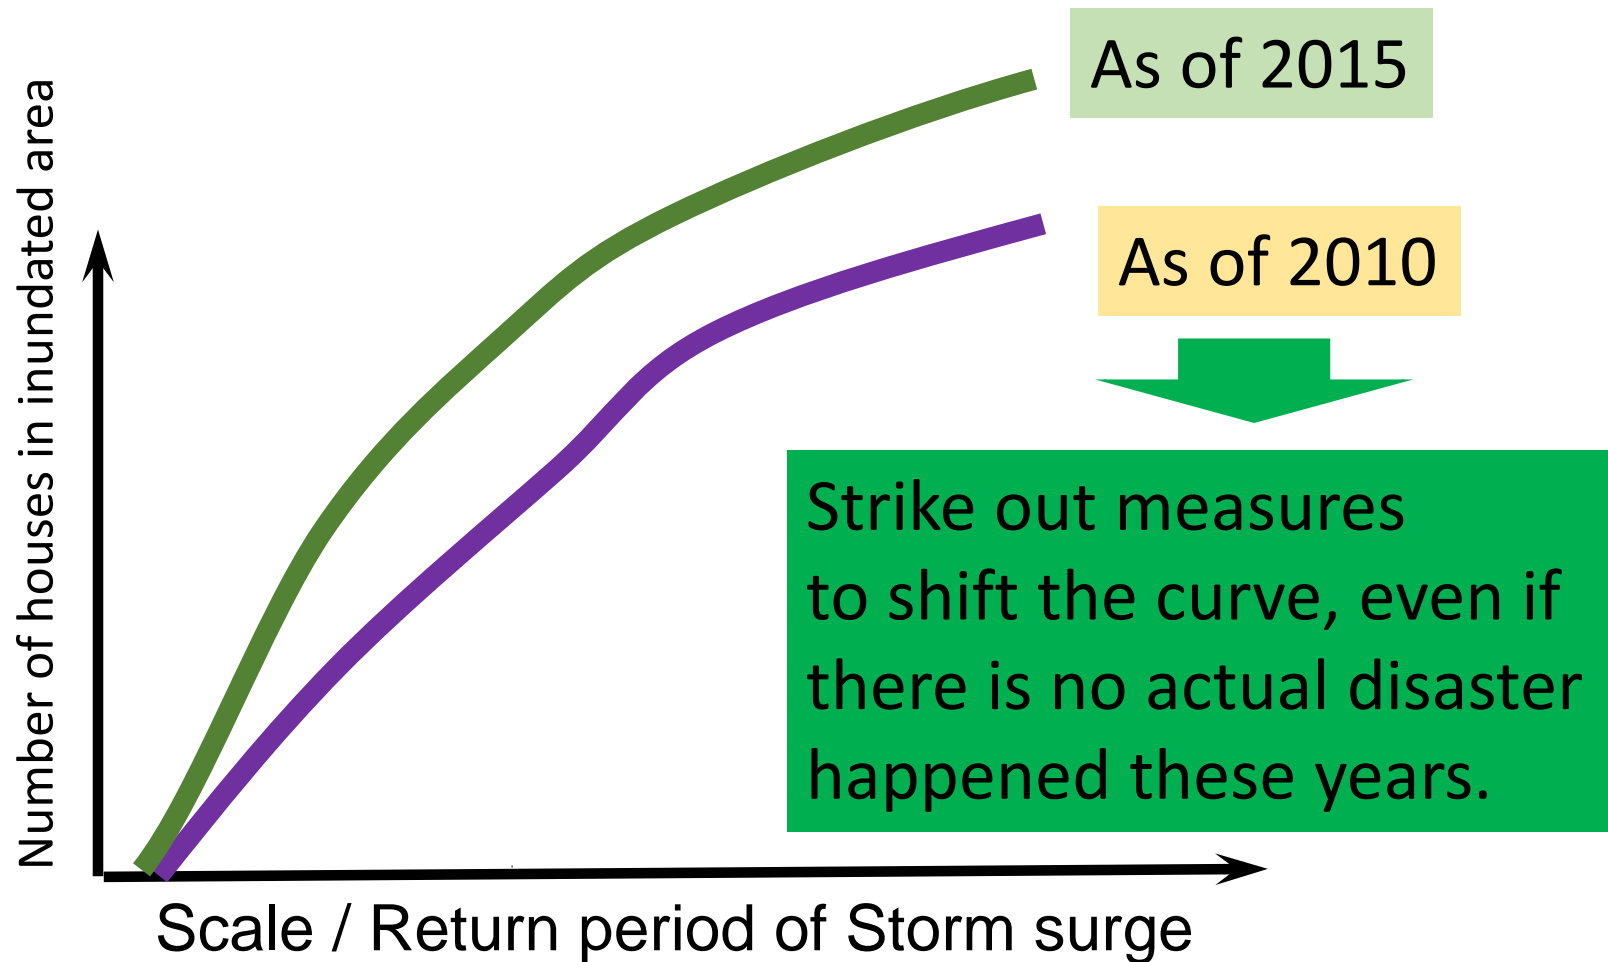 Number of houses in inundated area
As of 2015
As of 2010
Strike out measures
to shift the curve, even if
there is no actual disaster
happened these years.
Scale / Return period of Storm surge